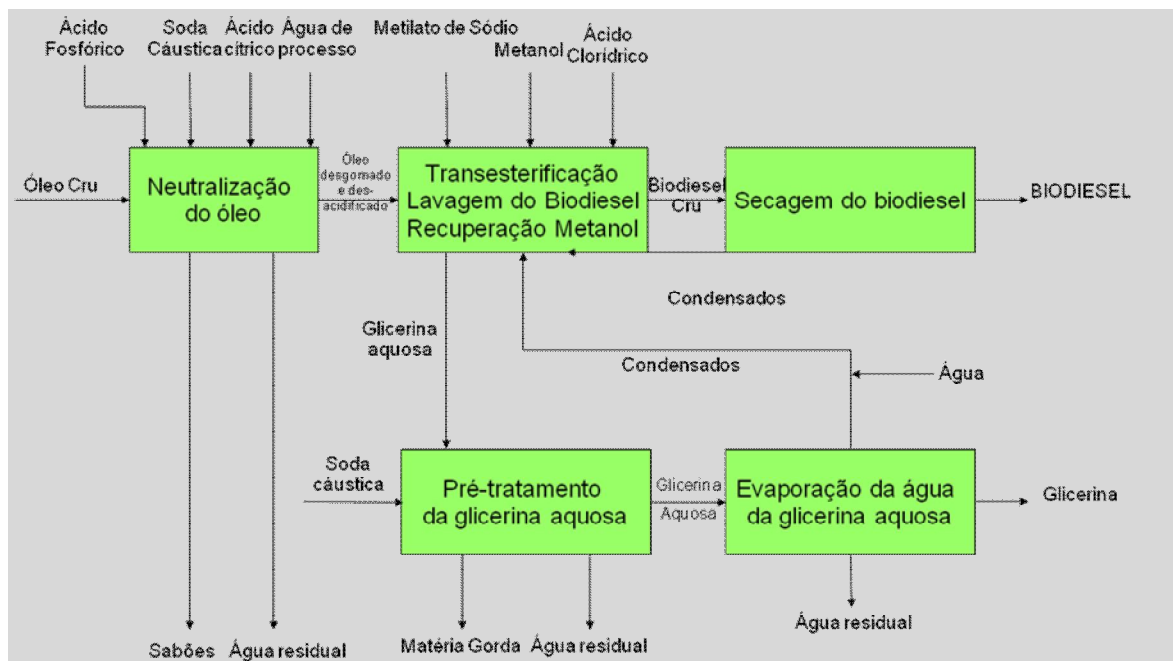 Ácido
Fosfórico
Soda
Cáustica
Ácido
cítrico
Água de
processo
Metilato de Sódio
Metanol
Ácido
Clorídrico
Óleo Cru
Neutralização
do óleo
Óleo
desgomado
e des-
acidificado
Transesterificação
Lavagem do Biodiesel
Recuperação Metanol
Biodiesel
Cru
Secagem do biodiesel
BIODIESEL
Condensados
Glicerina
aquosa
Condensados
Água
Soda
cáustica
Pré-tratamento
da glicerina aquosa
Glicerina
Aquosa
Evaporação da água
da glicerina aquosa
Glicerina
Água residual
Sabões
Água residual
Matéria Gorda
Água residual